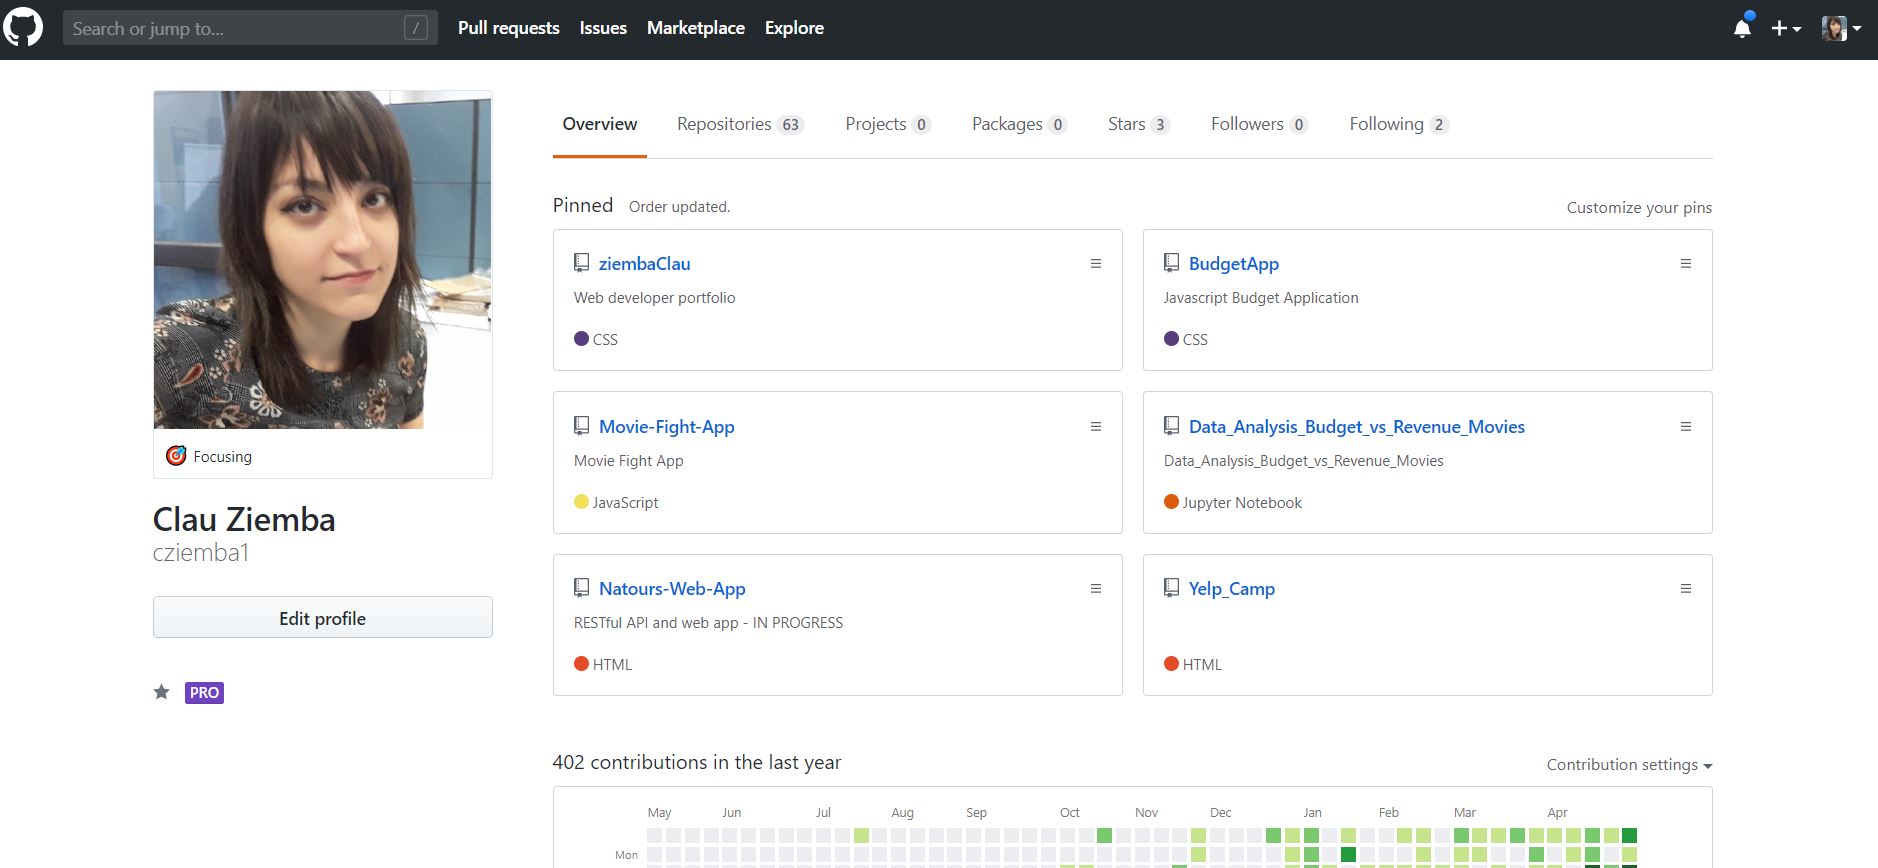 Search or jump to... /
Pull requests Issues Marketplace Explore
Overview Repositories 63 Projects 0 Packages 0 Stars 3 Followers 0 Following 2
Focusing
Clau Ziemba
cziemba1
Edit profile
PRO
Pinned Order updated. Customize your pins
ziembaClau
Web developer portfolio
CSS
BudgetApp
Javascript Budget Application
CSS
Movie-Fight-App
Movie Fight App
JavaScript
Data_Analysis_Budget_vs_Revenue_Movies
Data_Analysis_Budget_vs_Revenue_Movies
Jupyter Notebook
Natours-Web-App
RESTful API and web app - IN PROGRESS
HTML
Yelp_Camp
HTML
402 contributions in the last year Contribution settings
May Jun Jul Aug Sep Oct Nov Dec Jan Feb Mar Apr
Mon